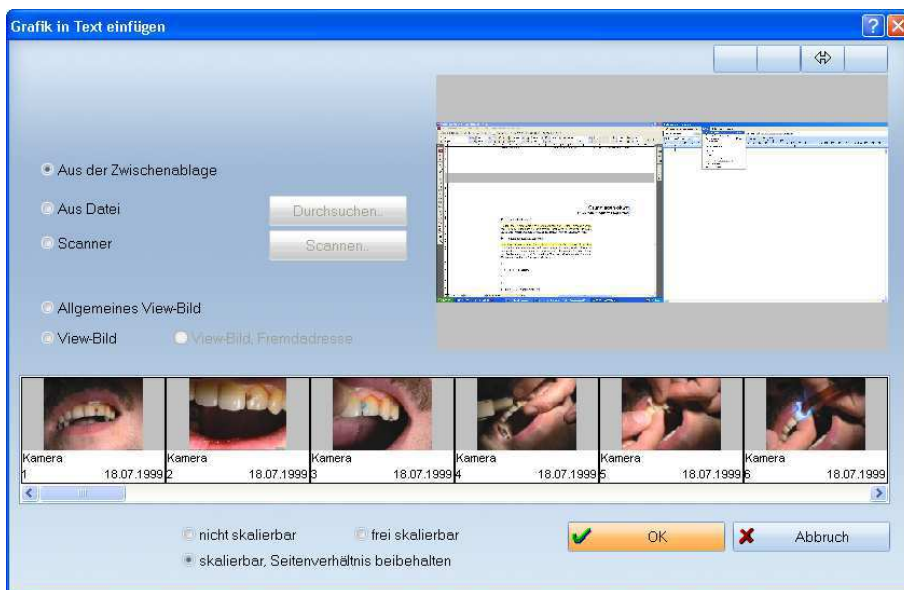 Grafik in Text einfügen
Aus der Zwischenablage
Aus Datei
Durchsuchen..
Scanner
Scannen..
Allgemeines View-Bild
View-Bild
View-Bild, Fremdadresse
Kamera
1 18.07.1999
Kamera
2 18.07.1999
Kamera
3 18.07.1999
Kamera
4 18.07.1999
Kamera
5 18.07.1999
Kamera
6 18.07.1999
nicht skalierbar
frei skalierbar
OK
Abbruch
skalierbar, Seitenverhältnis beibehalten